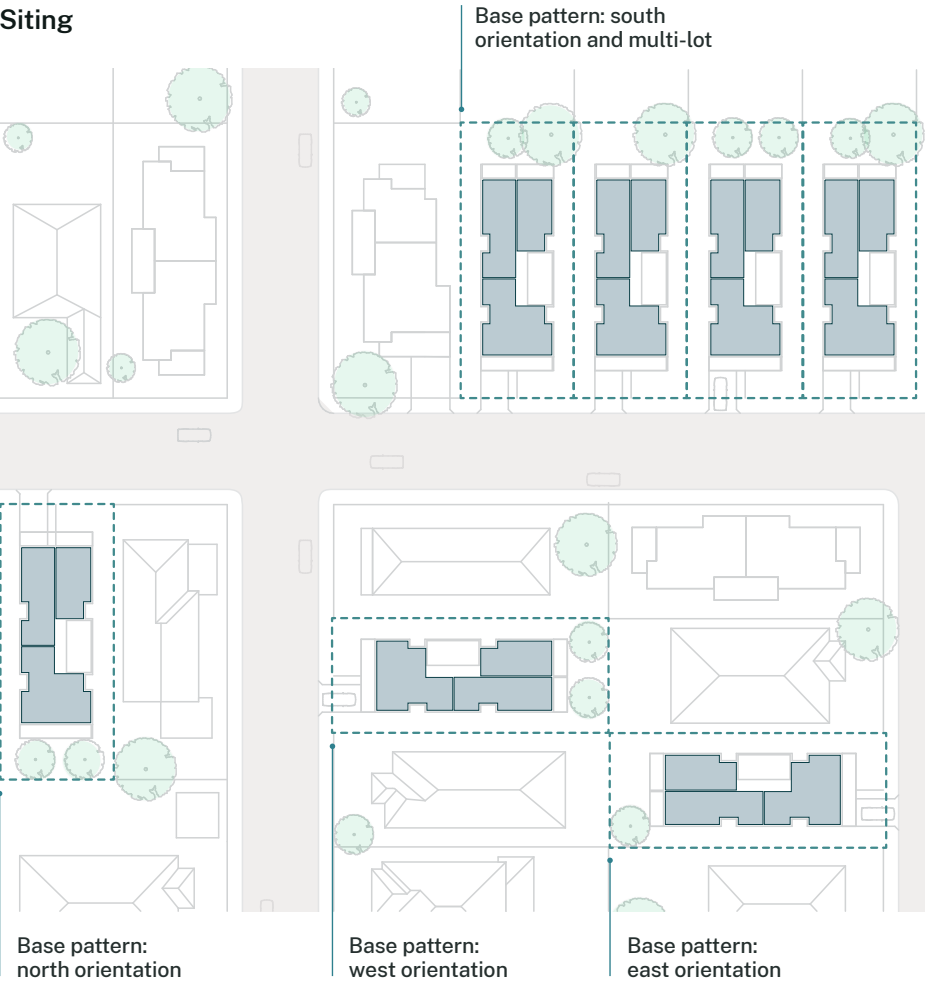 Siting
Base pattern: south
orientation and multi-lot
Base pattern:
north orientation
Base pattern:
west orientation
Base pattern:
east orientation